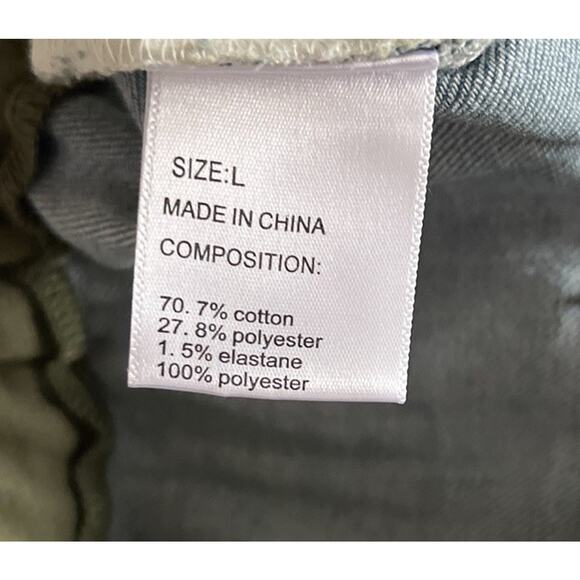 SIZE:L
MADE IN CHINA
COMPOSITION:
70. 7% cotton
27. 8% polyester
1. 5% elastane
100% polyester